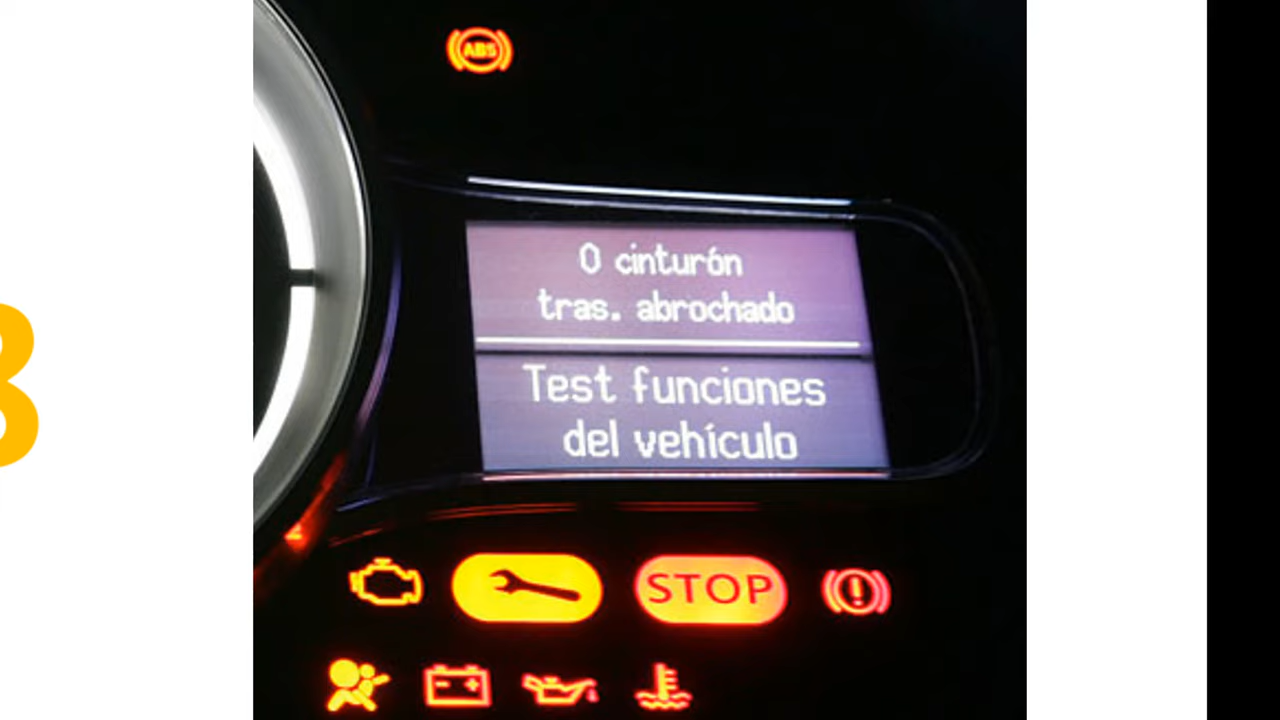 ABS
0 cinturón
tras. abrochado
Test funciones
del vehículo
STOP